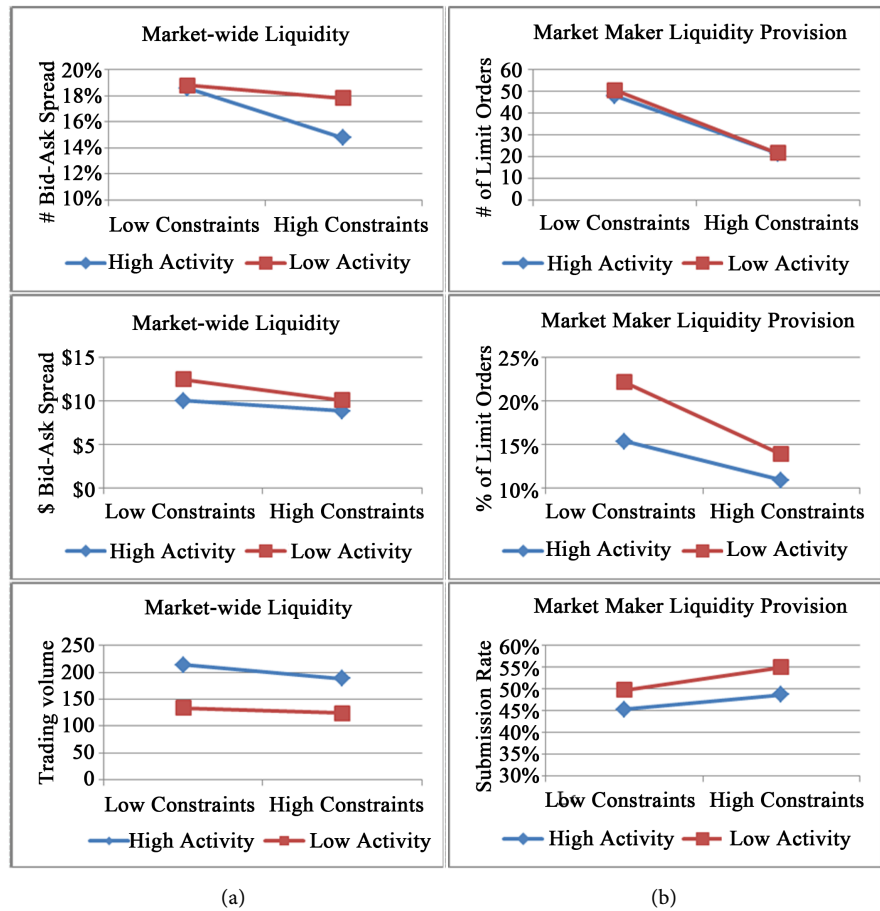 Market-wide Liquidity
# Bid-Ask Spread
20%
18%
16%
14%
12%
10%
Low Constraints High Constraints
High Activity Low Activity
Market Maker Liquidity Provision
# of Limit Orders
60
50
40
30
20
10
0
Low Constraints High Constraints
High Activity Low Activity
Market-wide Liquidity
$ Bid-Ask Spread
$15
$10
$5
$0
Low Constraints High Constraints
High Activity Low Activity
Market Maker Liquidity Provision
% of Limit Orders
25%
20%
15%
10%
Low Constraints High Constraints
High Activity Low Activity
Market-wide Liquidity
Trading volume
250
200
150
100
50
0
Low Constraints High Constraints
High Activity Low Activity
Market Maker Liquidity Provision
Submission Rate
60%
55%
50%
45%
40%
35%
30%
Low Constraints High Constraints
High Activity Low Activity
(a) (b)